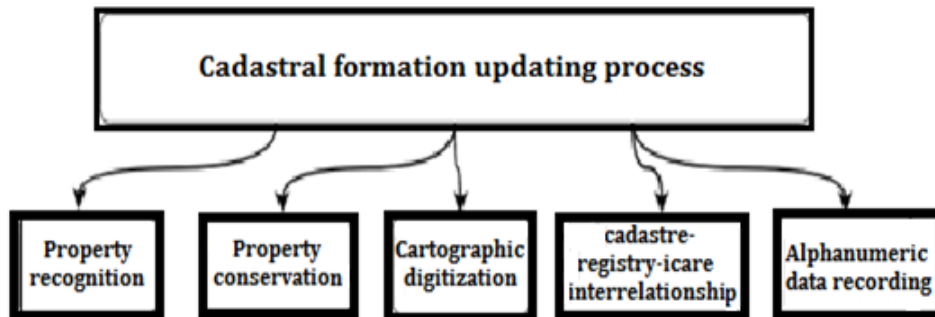 Cadastral formation updating process
Property
recognition
Property
conservation
Cartographic
digitization
cadastre-
registry-icare
interrelationship
Alphanumeric
data recording